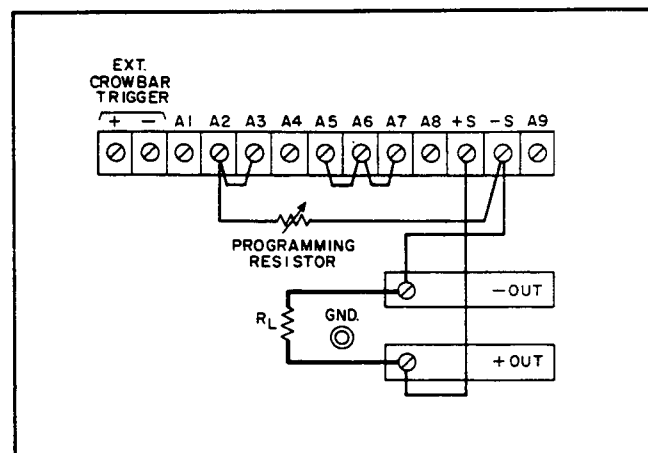 EXT.
CROWBAR
TRIGGER
+ - A1 A2 A3 A4 A5 A6 A7 A8 +S -S A9
PROGRAMMING
RESISTOR
-OUT
RL GND.
+OUT